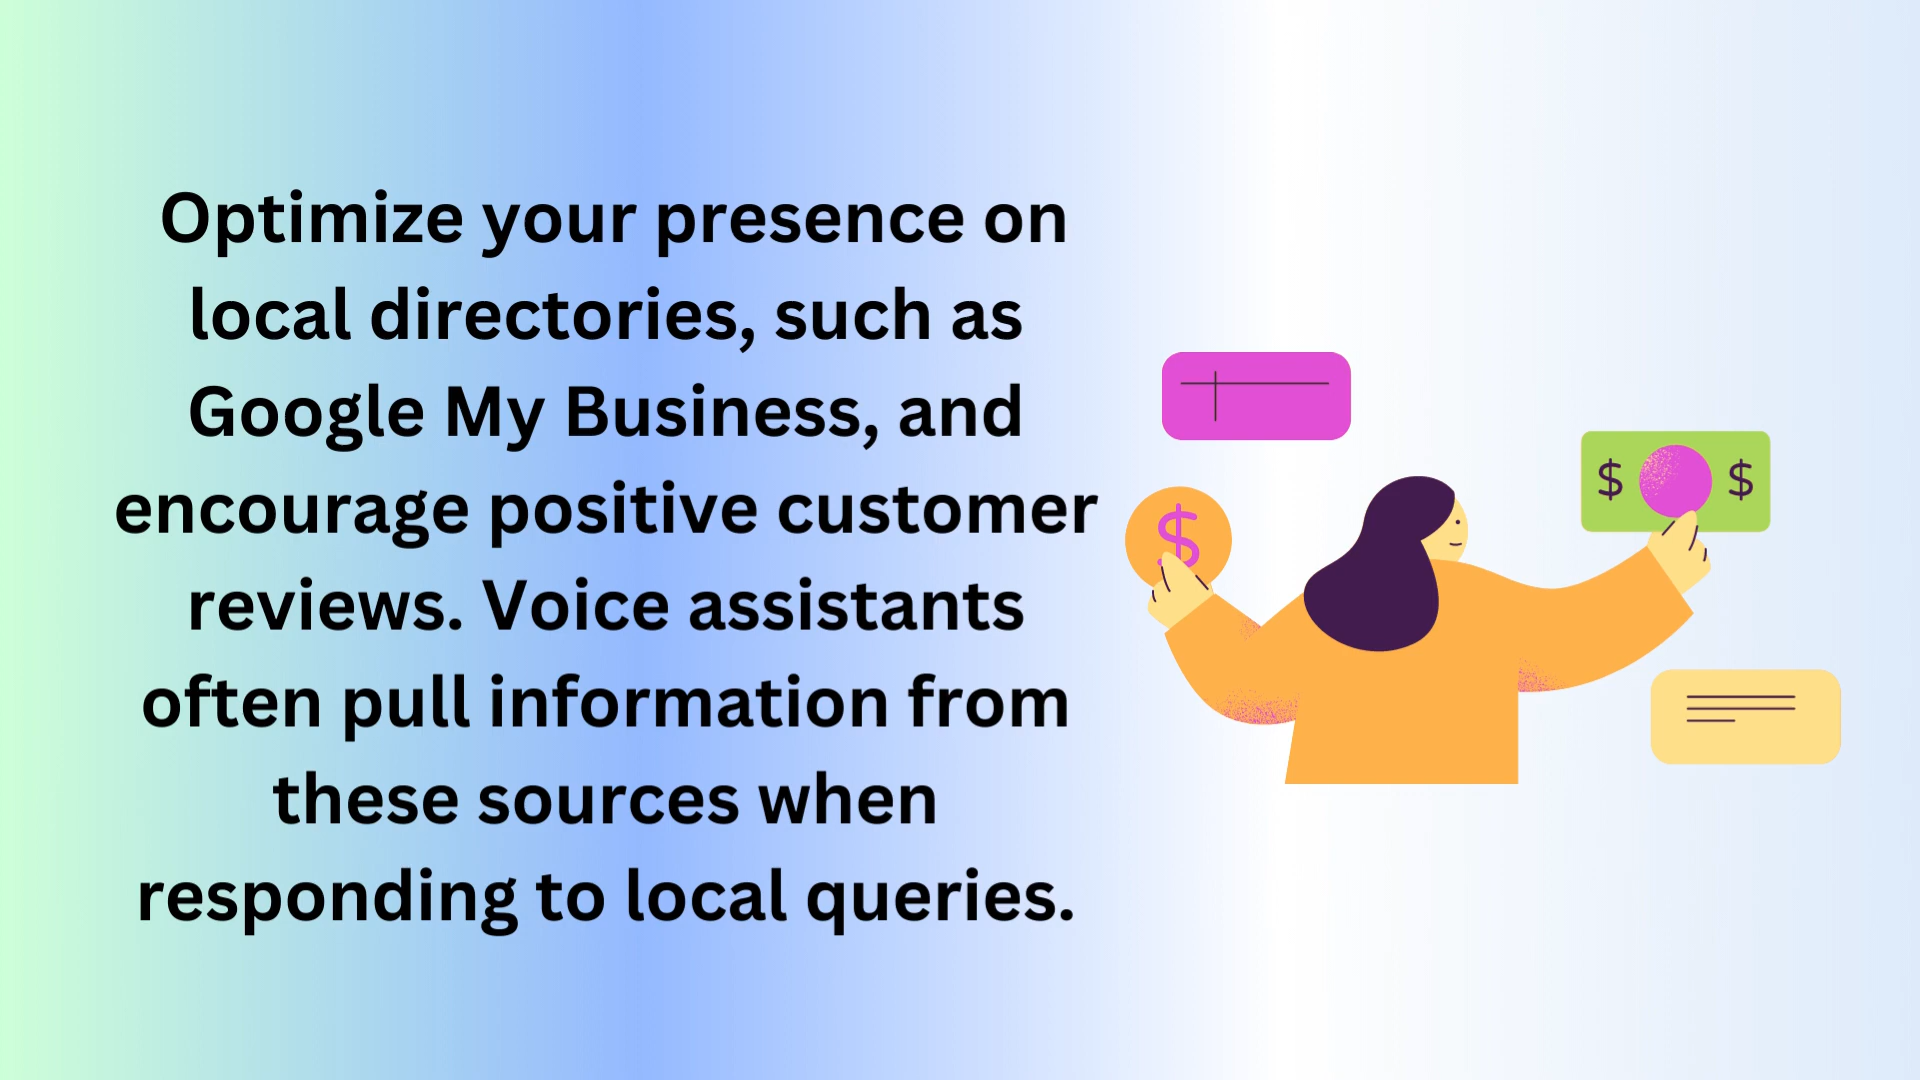 Optimize your presence on
local directories, such as
Google My Business, and
encourage positive customer
reviews. Voice assistants
often pull information from
these sources when
responding to local queries.
$
$ $